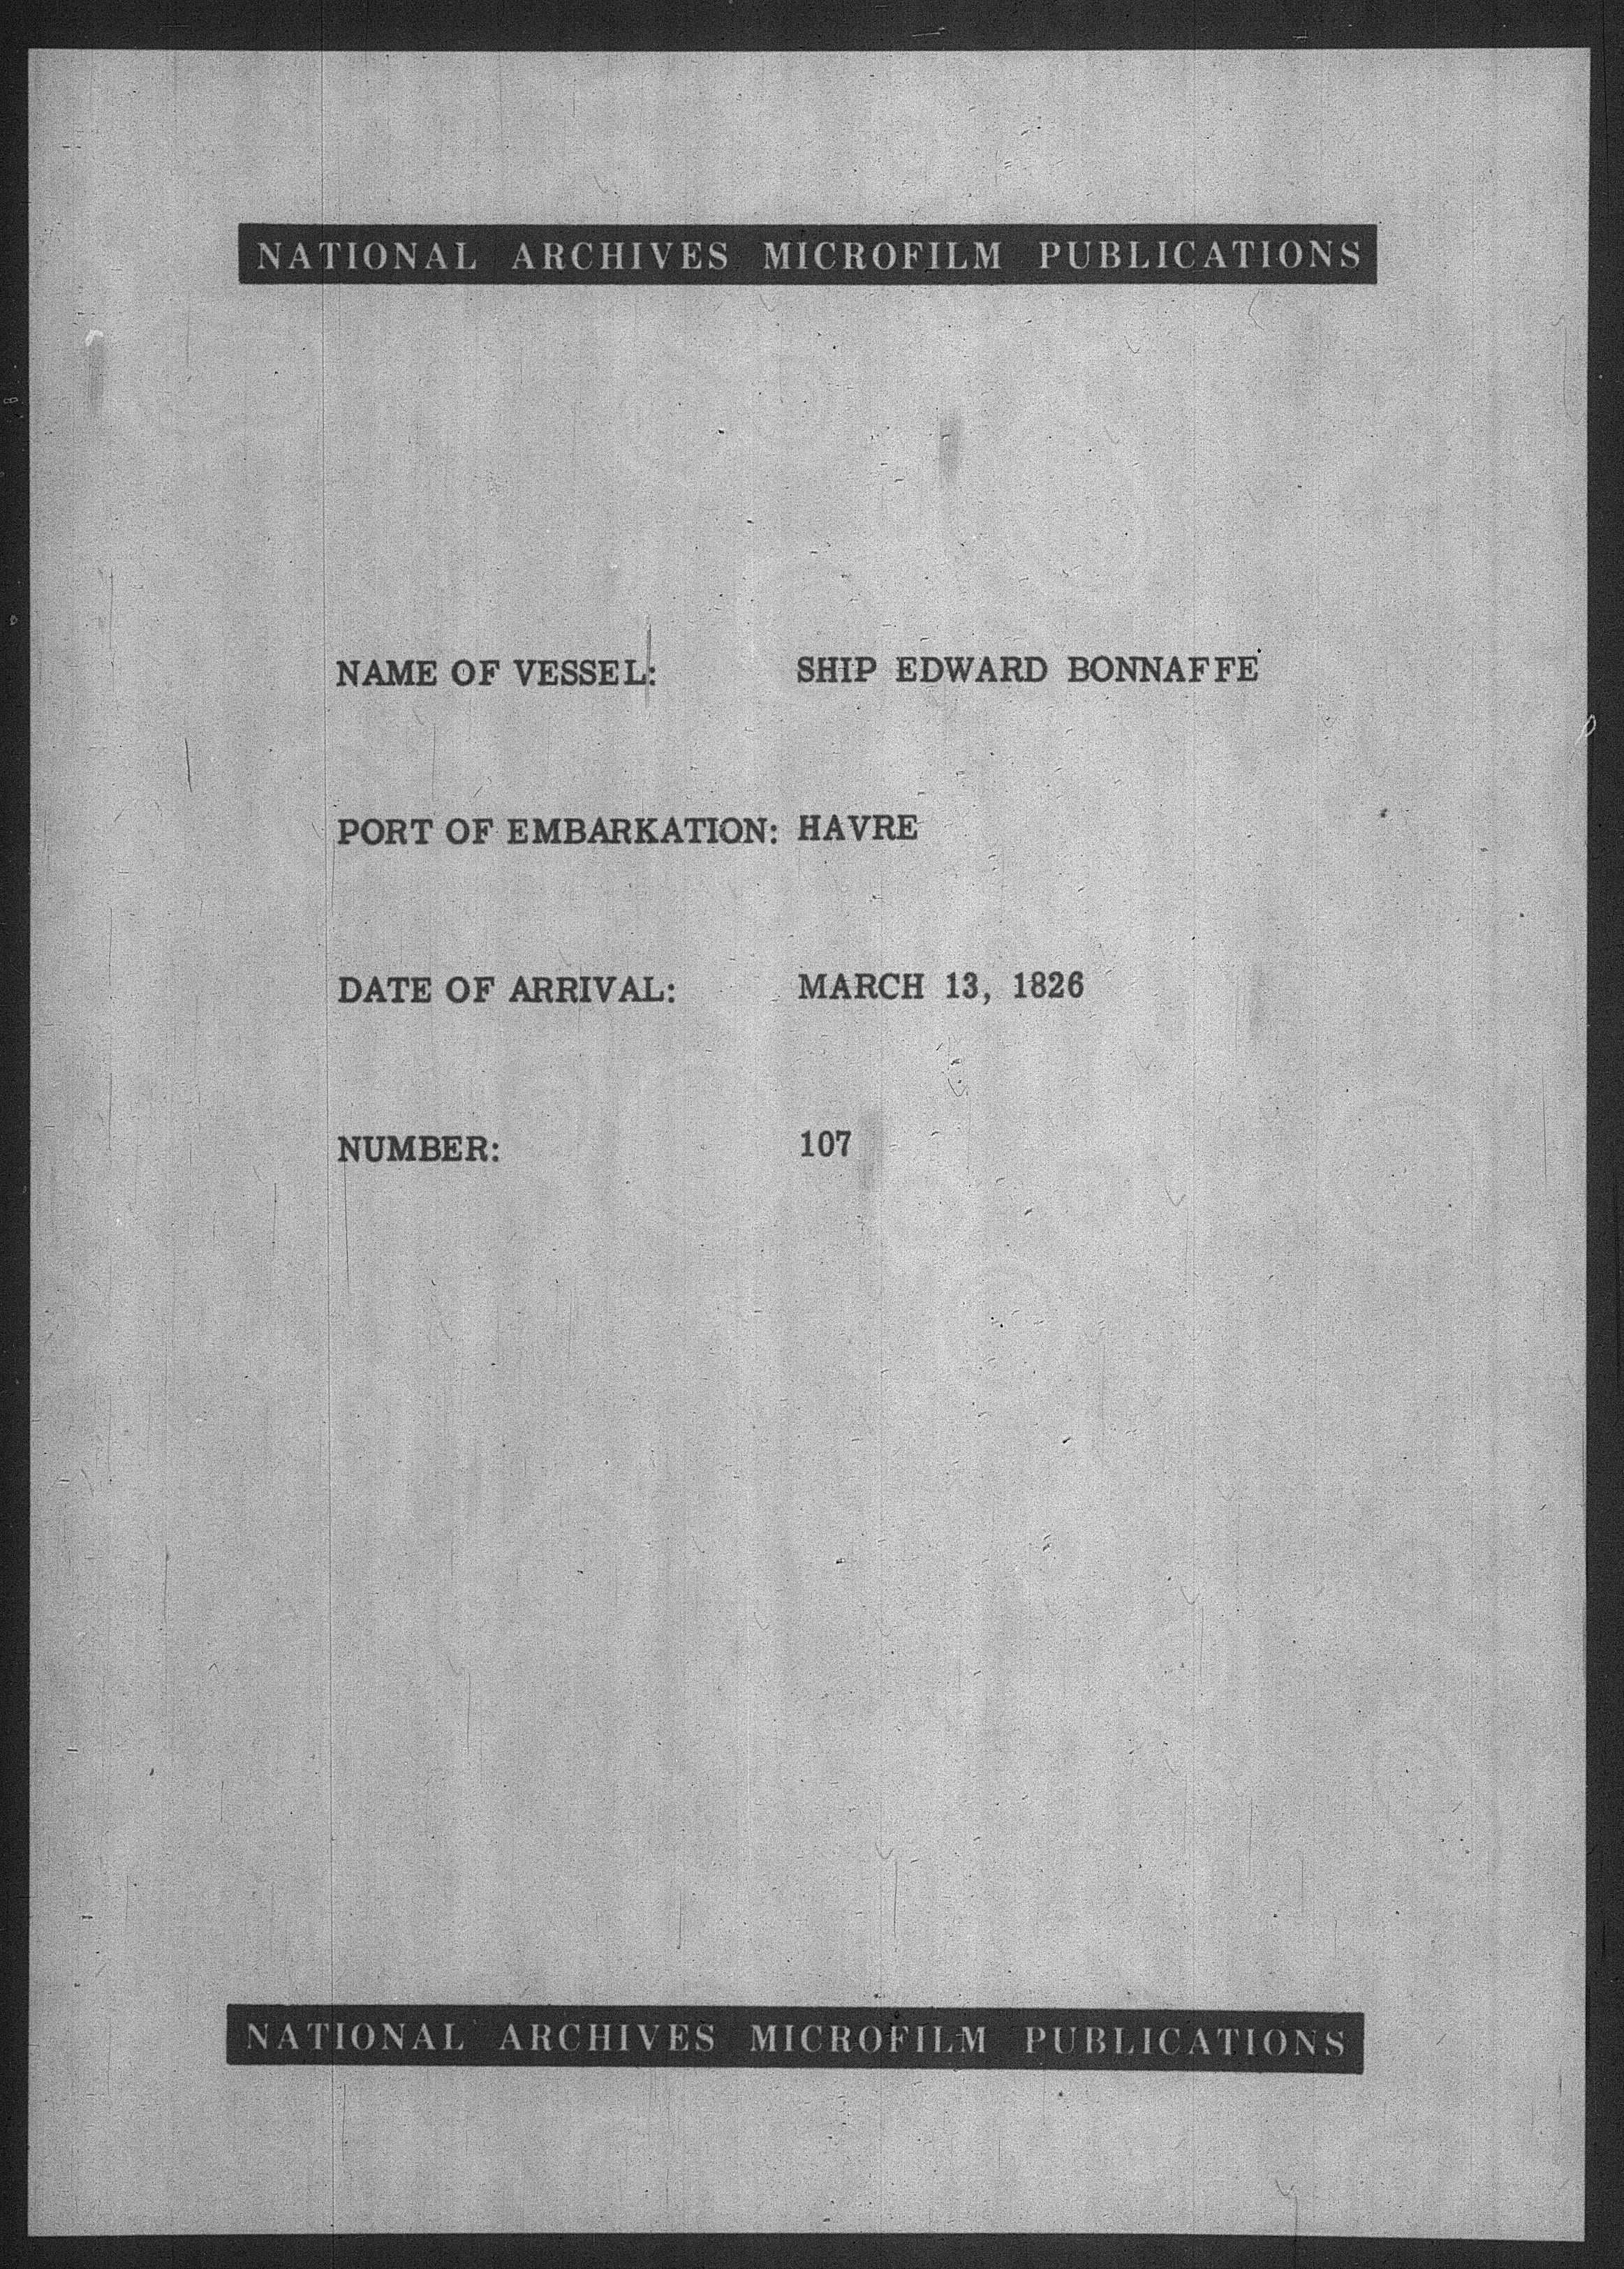 NATIONAL ARCHIVES MICROFILM PUBLICATIONS
NAME OF VESSEL: SHIP EDWARD BONNAFFE
PORT OF EMBARKATION: HAVRE
DATE OF ARRIVAL: MARCH 13, 1826
NUMBER: 107
NATIONAL ARCHIVES MICROFILM PUBLICATIONS